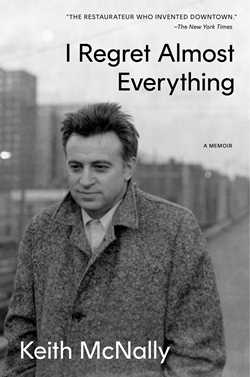 "THE RESTAURATEUR WHO INVENTED DOWNTOWN."
–The New York Times
I Regret Almost
Everything
A MEMOIR
Keith McNally